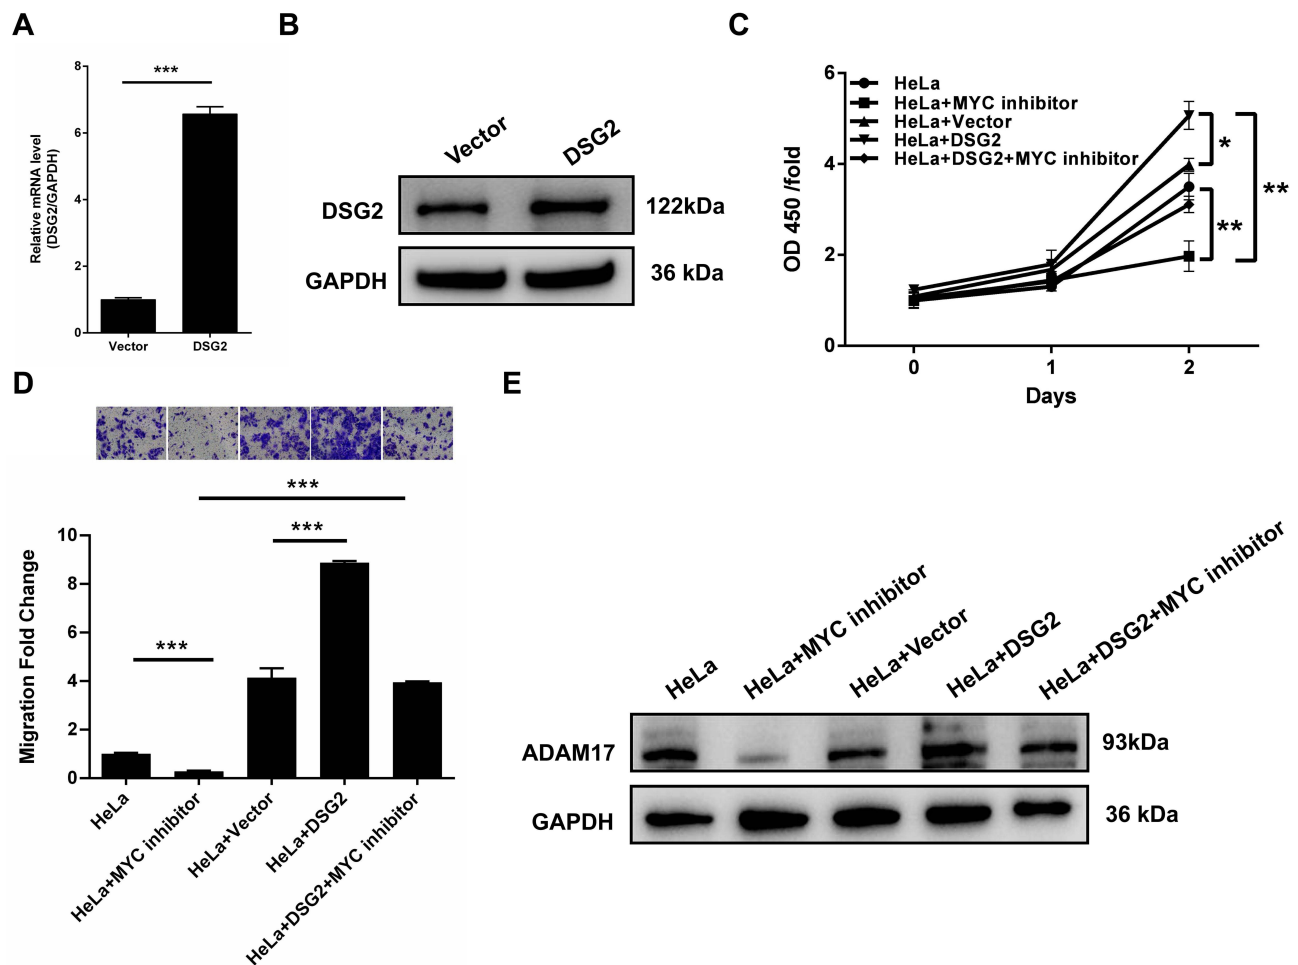 A
Relative mRNA level
(DSG2/GAPDH)
8
6
4
2
0
***
Vector
DSG2
B
Vector
DSG2
DSG2
122kDa
GAPDH
36 kDa
C
OD 450 /fold
6
4
2
0
HeLa
HeLa+MYC inhibitor
HeLa+Vector
HeLa+DSG2
HeLa+DSG2+MYC inhibitor
*
**
**
0
1
2
Days
D
***
***
***
Migration Fold Change
10
8
6
4
2
0
HeLa
HeLa+MYC inhibitor
HeLa+Vector
HeLa+DSG2
HeLa+DSG2+MYC inhibitor
E
HeLa
HeLa+MYC inhibitor
HeLa+Vector
HeLa+DSG2
HeLa+DSG2+MYC inhibitor
ADAM17
93kDa
GAPDH
36 kDa